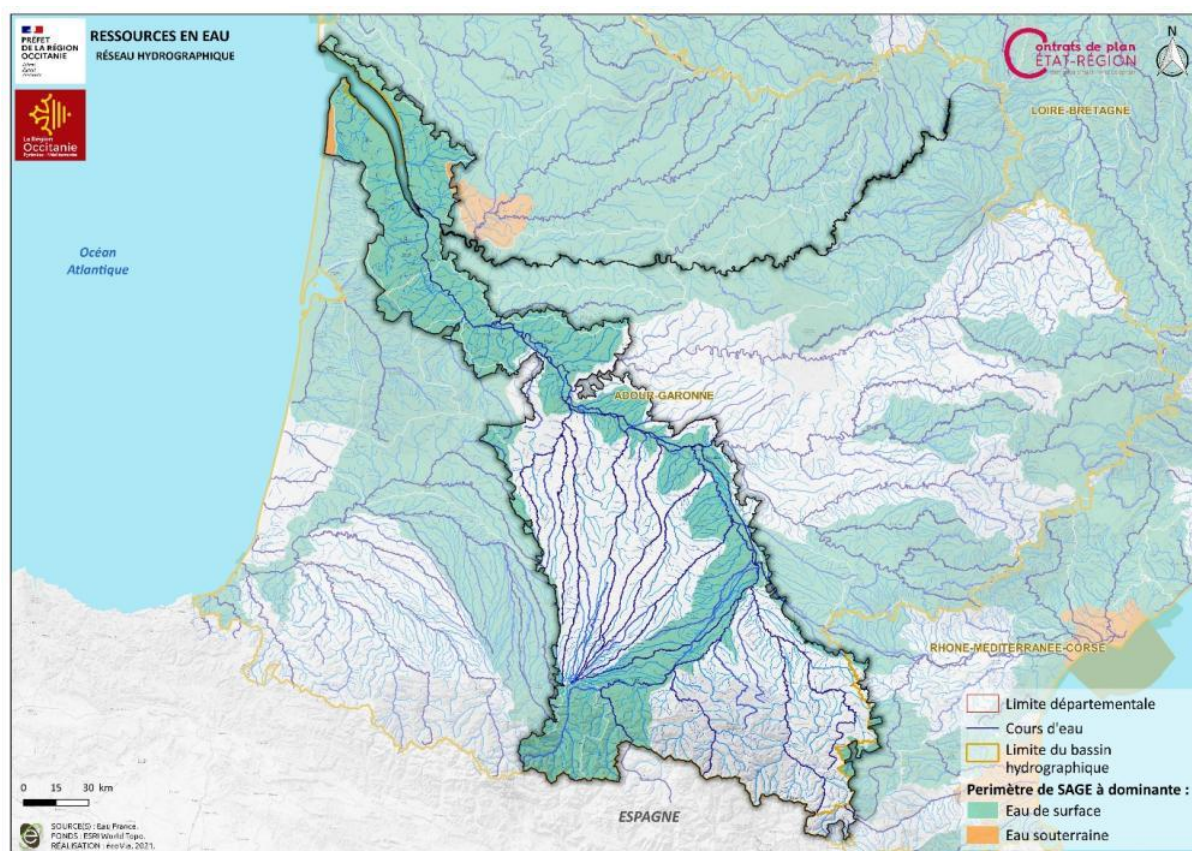 PRÉFET
DE LA RÉGION
OCCITANIE
RESSOURCES EN EAU
RÉSEAU HYDROGRAPHIQUE
La Région
Occitanie
Pyrénées - Méditerranée
Contrats de plan
ÉTAT-RÉGION
N
LOIRE-BRETAGNE
Océan
Atlantique
ADOUR-GARONNE
RHONE-MEDITERRANEE-CORSE
ESPAGNE
Limite départementale
Cours d'eau
Limite du bassin
hydrographique
Perimètre de SAGE à dominante :
Eau de surface
Eau souterraine
0 15 30 km
SOURCE(S) : Eau France.
FONDS : ESRI World Topo.
RÉALISATION : écoVia, 2021.